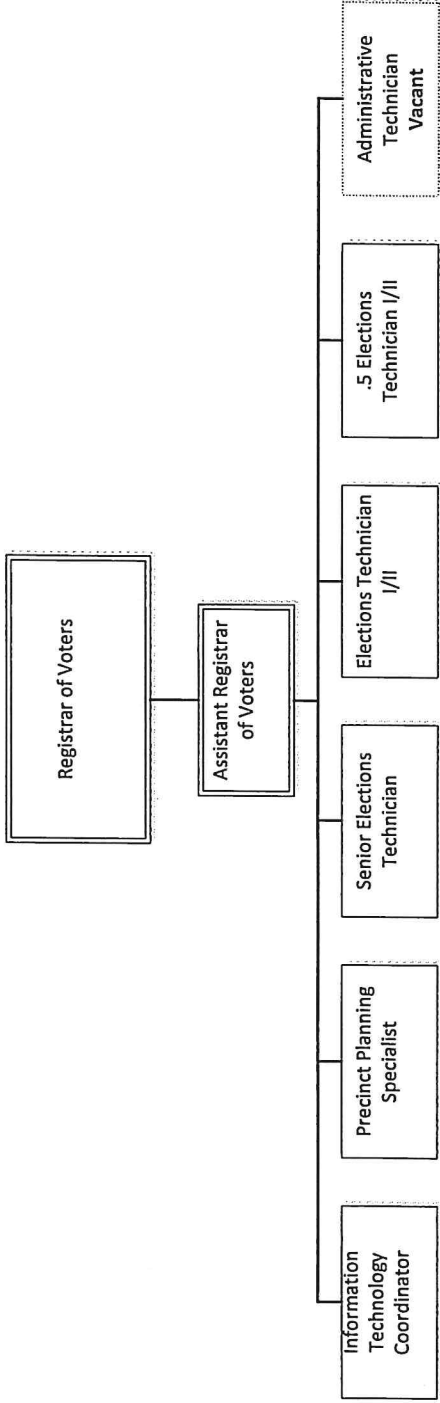 Registrar of Voters
Assistant Registrar
of Voters
Information
Technology
Coordinator
Precinct Planning
Specialist
Senior Elections
Technician
Elections Technician
I/II
.5 Elections
Technician I/II
Administrative
Technician
Vacant